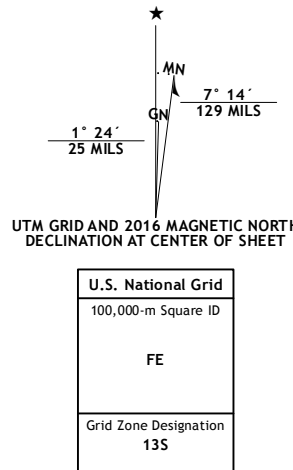 MN
GN
7° 14´
129 MILS
1° 24´
25 MILS
UTM GRID AND 2016 MAGNETIC NORTH
DECLINATION AT CENTER OF SHEET
U.S. National Grid
100,000-m Square ID
FE
Grid Zone Designation
13S